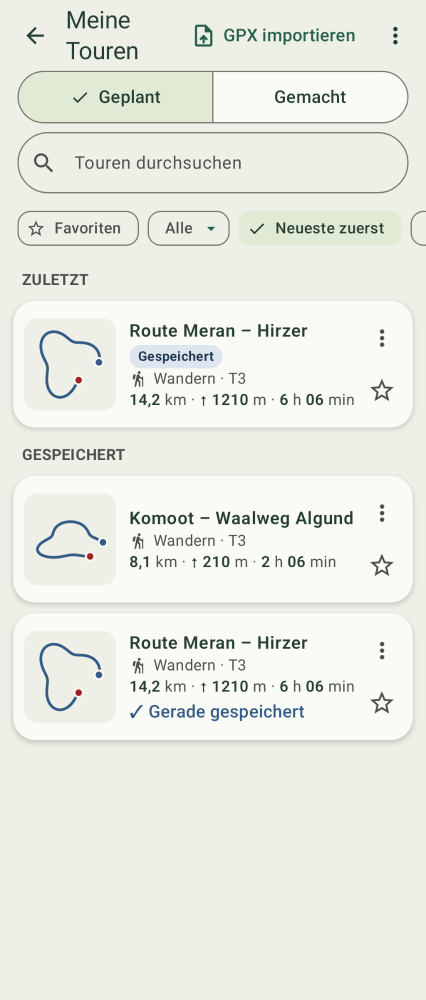 Meine
Touren
GPX importieren
Geplant
Gemacht
Touren durchsuchen
Favoriten
Alle
Neueste zuerst
ZULETZT
Route Meran – Hirzer
Gespeichert
Wandern · T3
14,2 km · ↑ 1210 m · 6 h 06 min
GESPEICHERT
Komoot – Waalweg Algund
Wandern · T3
8,1 km · ↑ 210 m · 2 h 06 min
Route Meran – Hirzer
Wandern · T3
14,2 km · ↑ 1210 m · 6 h 06 min
✓ Gerade gespeichert